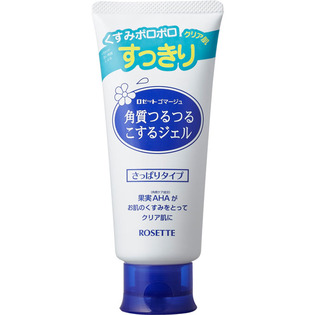 くすみポロポロ
クリア肌
すっきり
ロゼットゴマージュ
角質つるつる
こするジェル
さっぱりタイプ
果実AHAが
お肌のくすみをとって
クリア肌に
ROSETTE